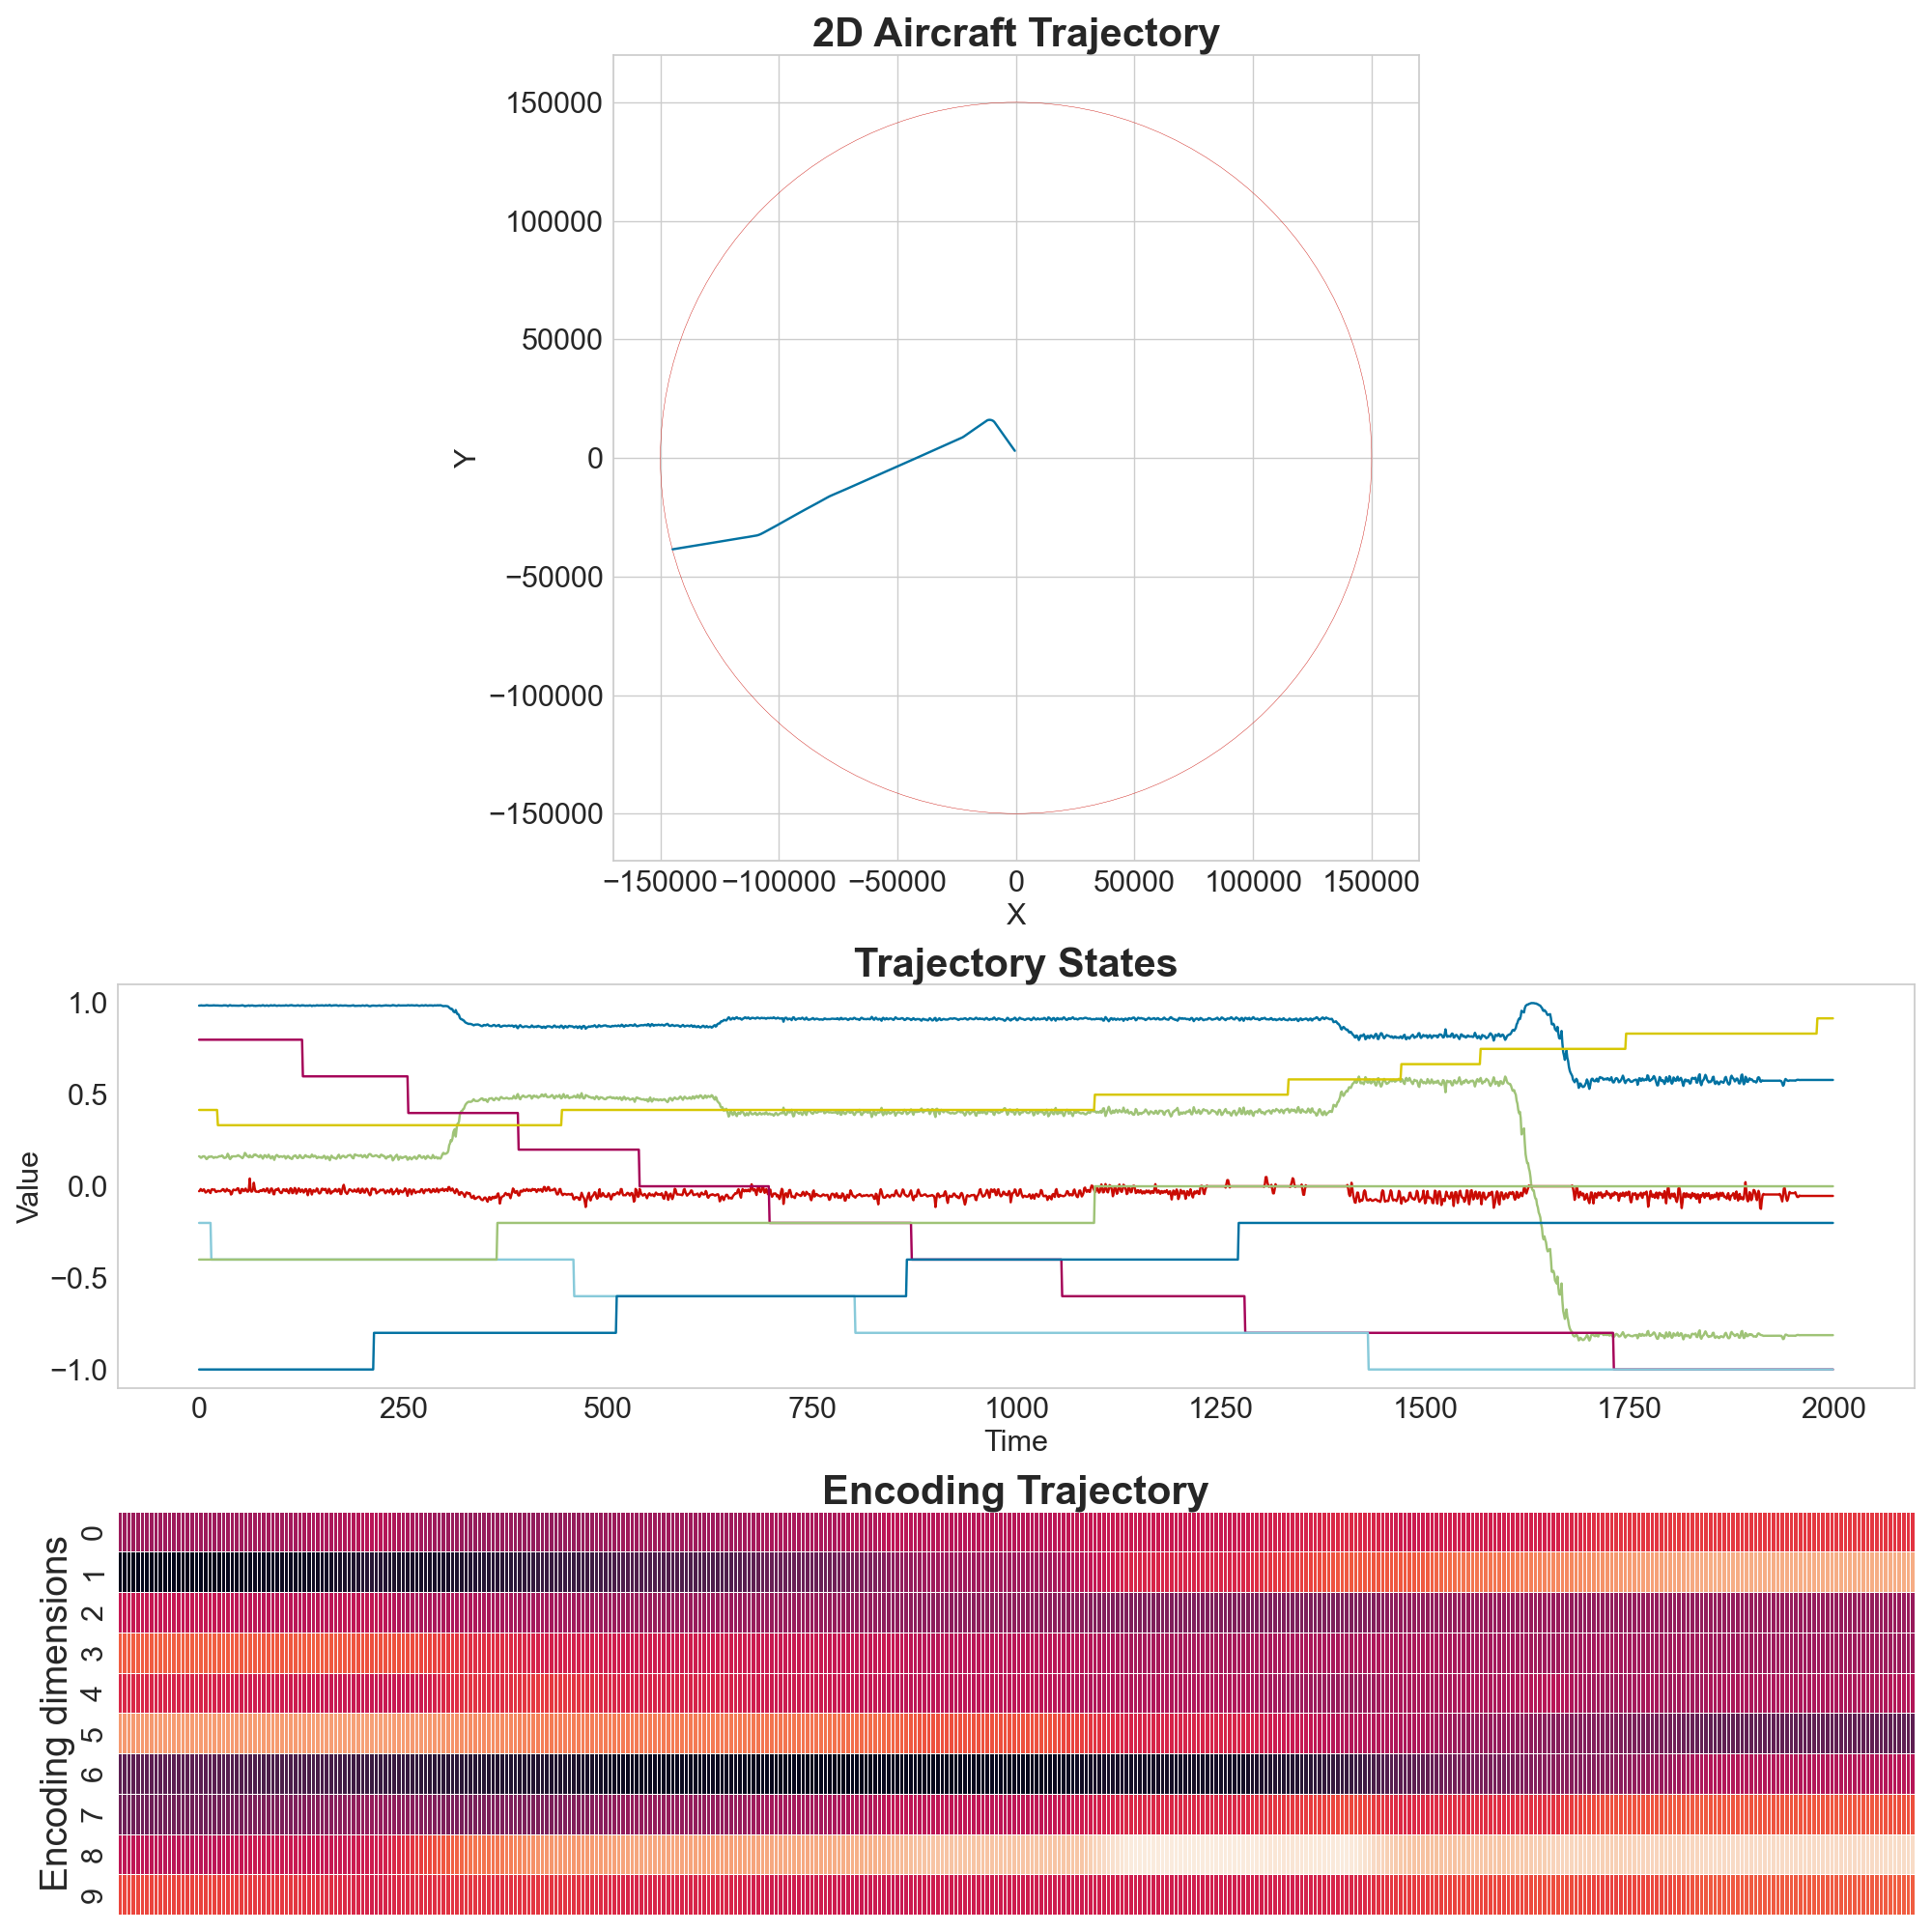 2D Aircraft Trajectory
150000
100000
50000
0
−50000
−100000
−150000
Y
−150000 −100000 −50000 0 50000 100000 150000
X
Trajectory States
1.0
0.5
0.0
−0.5
−1.0
Value
0 250 500 750 1000 1250 1500 1750 2000
Time
Encoding Trajectory
Encoding dimensions
0
1
2
3
4
5
6
7
8
9